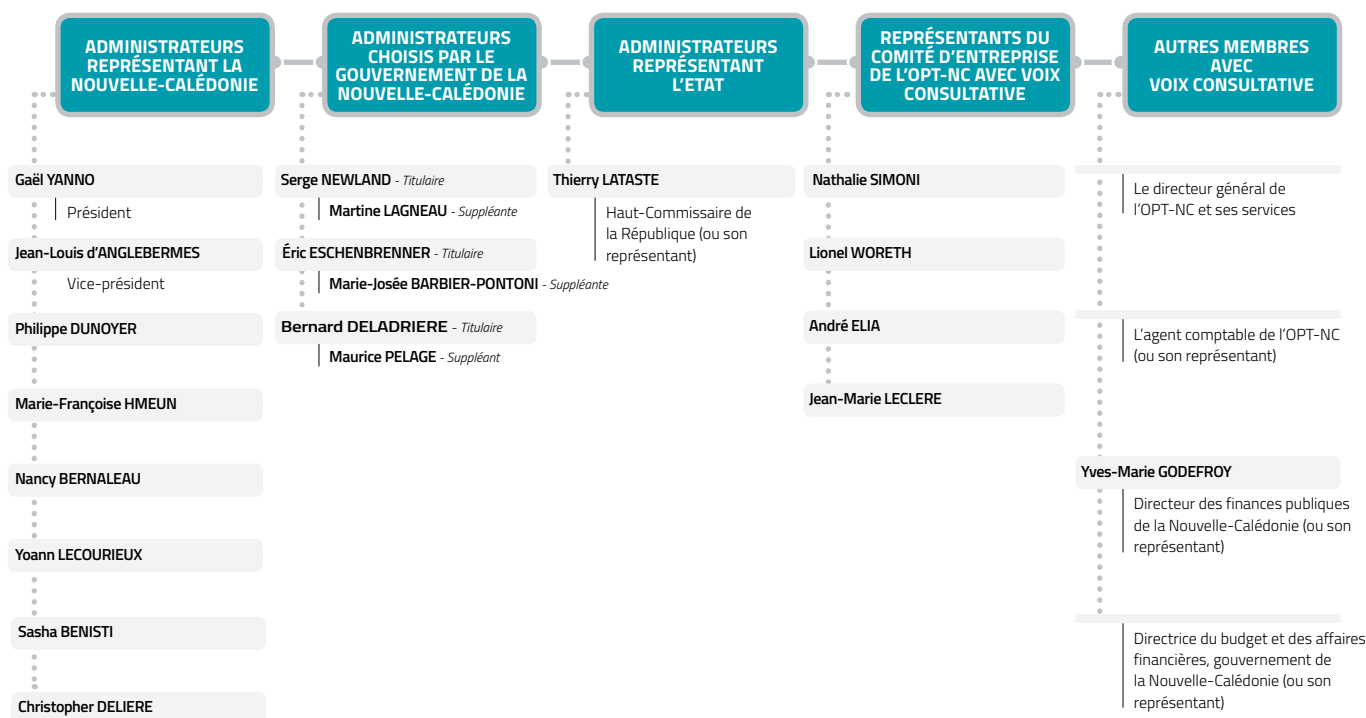 ADMINISTRATEURS
REPRÉSENTANT LA
NOUVELLE-CALÉDONIE
Gaël YANNO
Président
Jean-Louis d'ANGLEBERMES
Vice-président
Philippe DUNOYER
Marie-Françoise HMEUN
Nancy BERNALEAU
Yoann LECOURIEUX
Sasha BENISTI
Christopher DELIERE
ADMINISTRATEURS
CHOISIS PAR LE
GOUVERNEMENT DE LA
NOUVELLE-CALÉDONIE
Serge NEWLAND - Titulaire
Martine LAGNEAU - Suppléante
Éric ESCHENBRENNER - Titulaire
Marie-Josée BARBIER-PONTONI - Suppléante
Bernard DELADRIERE - Titulaire
Maurice PELAGE - Suppléant
ADMINISTRATEURS
REPRÉSENTANT
L'ETAT
Thierry LATASTE
Haut-Commissaire de
la République (ou son
représentant)
REPRÉSENTANTS DU
COMITÉ D'ENTREPRISE
DE L'OPT-NC AVEC VOIX
CONSULTATIVE
Nathalie SIMONI
Lionel WORETH
André ELIA
Jean-Marie LECLERE
AUTRES MEMBRES
AVEC
VOIX CONSULTATIVE
Le directeur général de
l'OPT-NC et ses services
L'agent comptable de l'OPT-NC
(ou son représentant)
Yves-Marie GODEFROY
Directeur des finances publiques
de la Nouvelle-Calédonie (ou son
représentant)
Directrice du budget et des affaires
financières, gouvernement de
la Nouvelle-Calédonie (ou son
représentant)